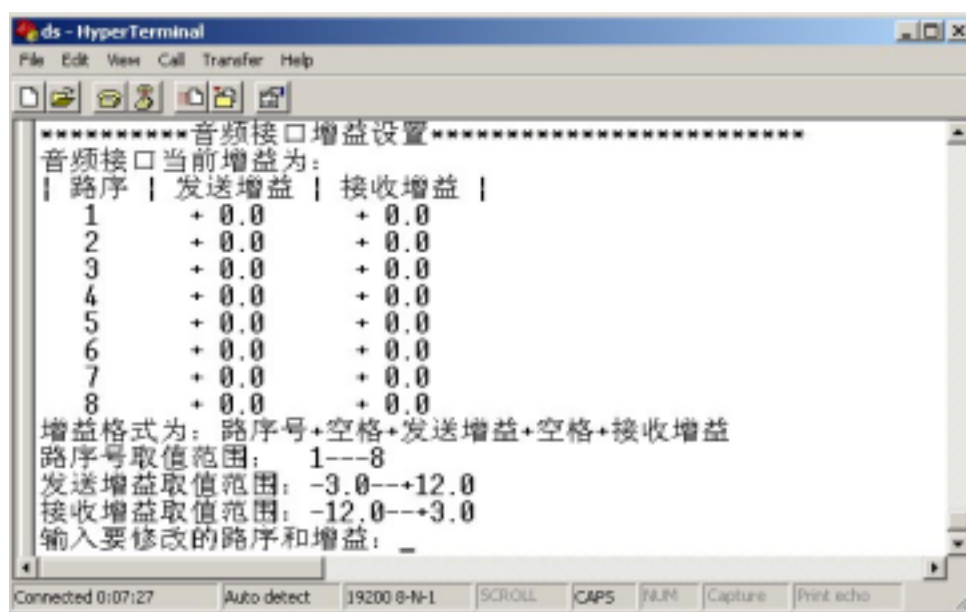 ds - HyperTerminal
File Edit View Call Transfer Help
**********音频接口增益设置*************************
音频接口当前增益为：
| 路序 | 发送增益 | 接收增益 |
1 + 0.0 + 0.0
2 + 0.0 + 0.0
3 + 0.0 + 0.0
4 + 0.0 + 0.0
5 + 0.0 + 0.0
6 + 0.0 + 0.0
7 + 0.0 + 0.0
8 + 0.0 + 0.0
增益格式为：路序号+空格+发送增益+空格+接收增益
路序号取值范围： 1---8
发送增益取值范围：-3.0--+12.0
接收增益取值范围：-12.0--+3.0
输入要修改的路序和增益：_
Connected 0:07:27 Auto detect 19200 8-N-1 SCROLL CAPS NUM Capture Print echo